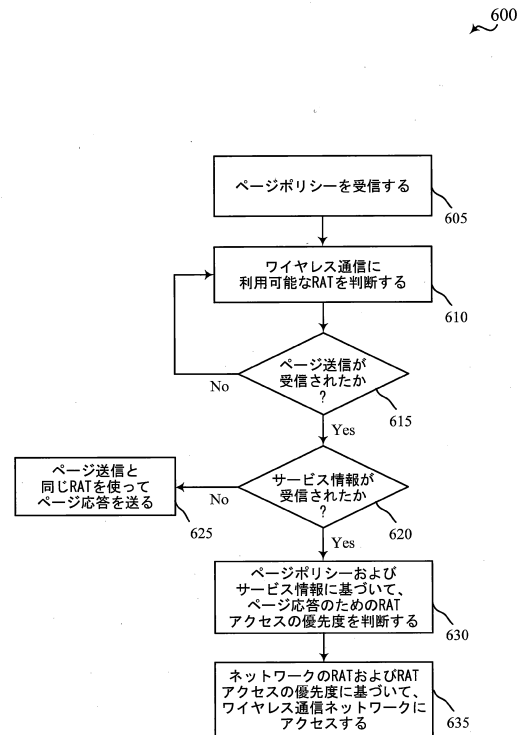 600
ページポリシーを受信する
605
ワイヤレス通信に
利用可能なRATを判断する
610
ページ送信が
受信されたか
?
615
No
Yes
サービス情報が
受信されたか
?
620
No
Yes
ページ送信と
同じRATを使って
ページ応答を送る
625
ページポリシーおよび
サービス情報に基づいて、
ページ応答のためのRAT
アクセスの優先度を判断する
630
ネットワークのRATおよびRAT
アクセスの優先度に基づいて、
ワイヤレス通信ネットワークに
アクセスする
635